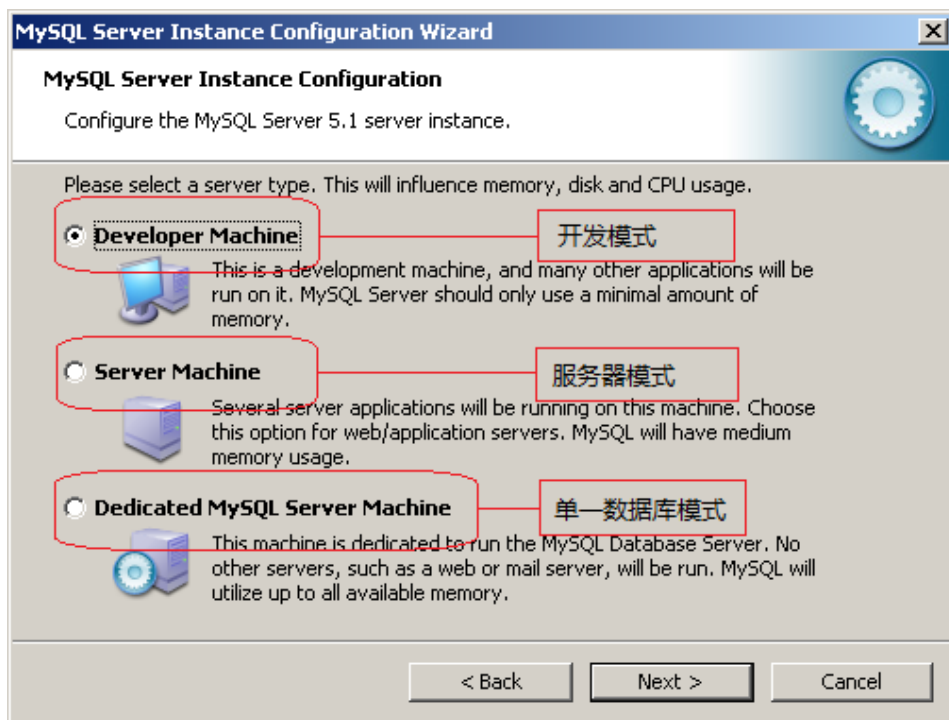 MySQL Server Instance Configuration Wizard
MySQL Server Instance Configuration
Configure the MySQL Server 5.1 server instance.
Please select a server type. This will influence memory, disk and CPU usage.
Developer Machine
开发模式
This is a development machine, and many other applications will be
run on it. MySQL Server should only use a minimal amount of
memory.
Server Machine
服务器模式
Several server applications will be running on this machine. Choose
this option for web/application servers. MySQL will have medium
memory usage.
Dedicated MySQL Server Machine
单一数据库模式
This machine is dedicated to run the MySQL Database Server. No
other servers, such as a web or mail server, will be run. MySQL will
utilize up to all available memory.
< Back
Next >
Cancel